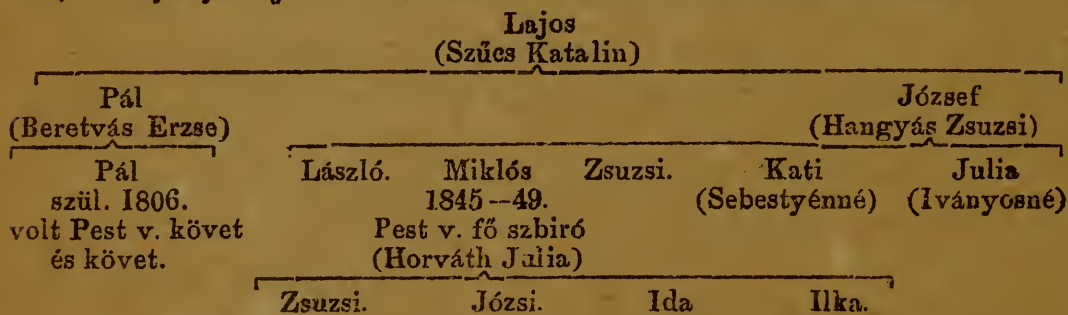 Lajos
(Szűcs Katalin)
Pál József
(Beretvás Erzse) (Hangyás Zsuzsi)
Pál László. Miklós Zsuzsi. Kati Julia
szül. 1806. 1845–49. (Sebestyénné) (Iványosné)
volt Pest v. követ Pest v. fő szbiró
és követ. (Horváth Julia)
Zsuzsi. Józsi. Ida Ilka.